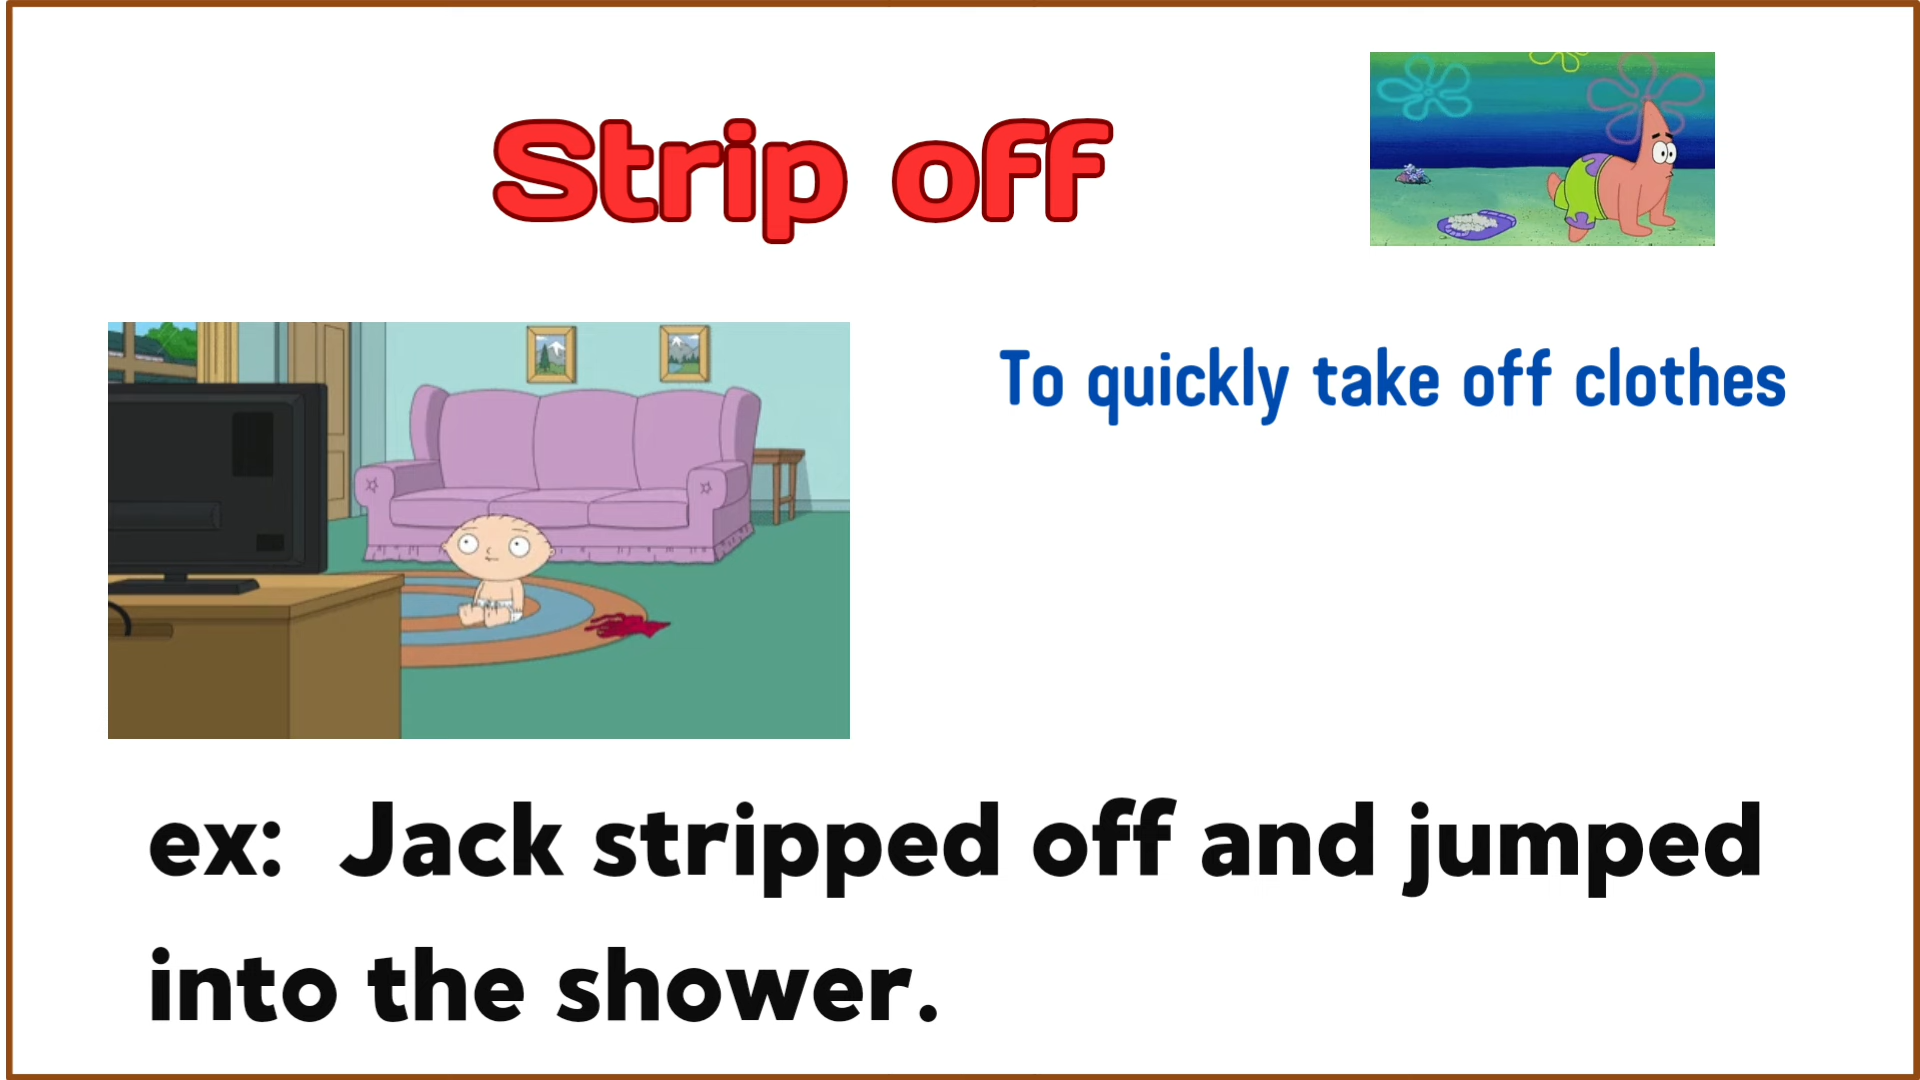 Strip off
To quickly take off clothes
ex: Jack stripped off and jumped
into the shower.